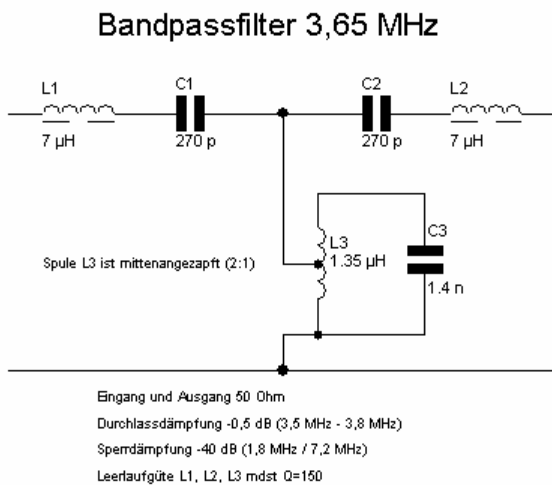 Bandpassfilter 3,65 MHz
L1
C1
C2
L2
7 µH
270 p
270 p
7 µH
L3
1.35 µH
C3
1.4 n
Spule L3 ist mittenangezapft (2:1)
Eingang und Ausgang 50 Ohm
Durchlassdämpfung -0,5 dB (3,5 MHz - 3,8 MHz)
Sperrdämpfung -40 dB (1,8 MHz / 7,2 MHz)
Leerlaufgüte L1, L2, L3 mdst Q=150